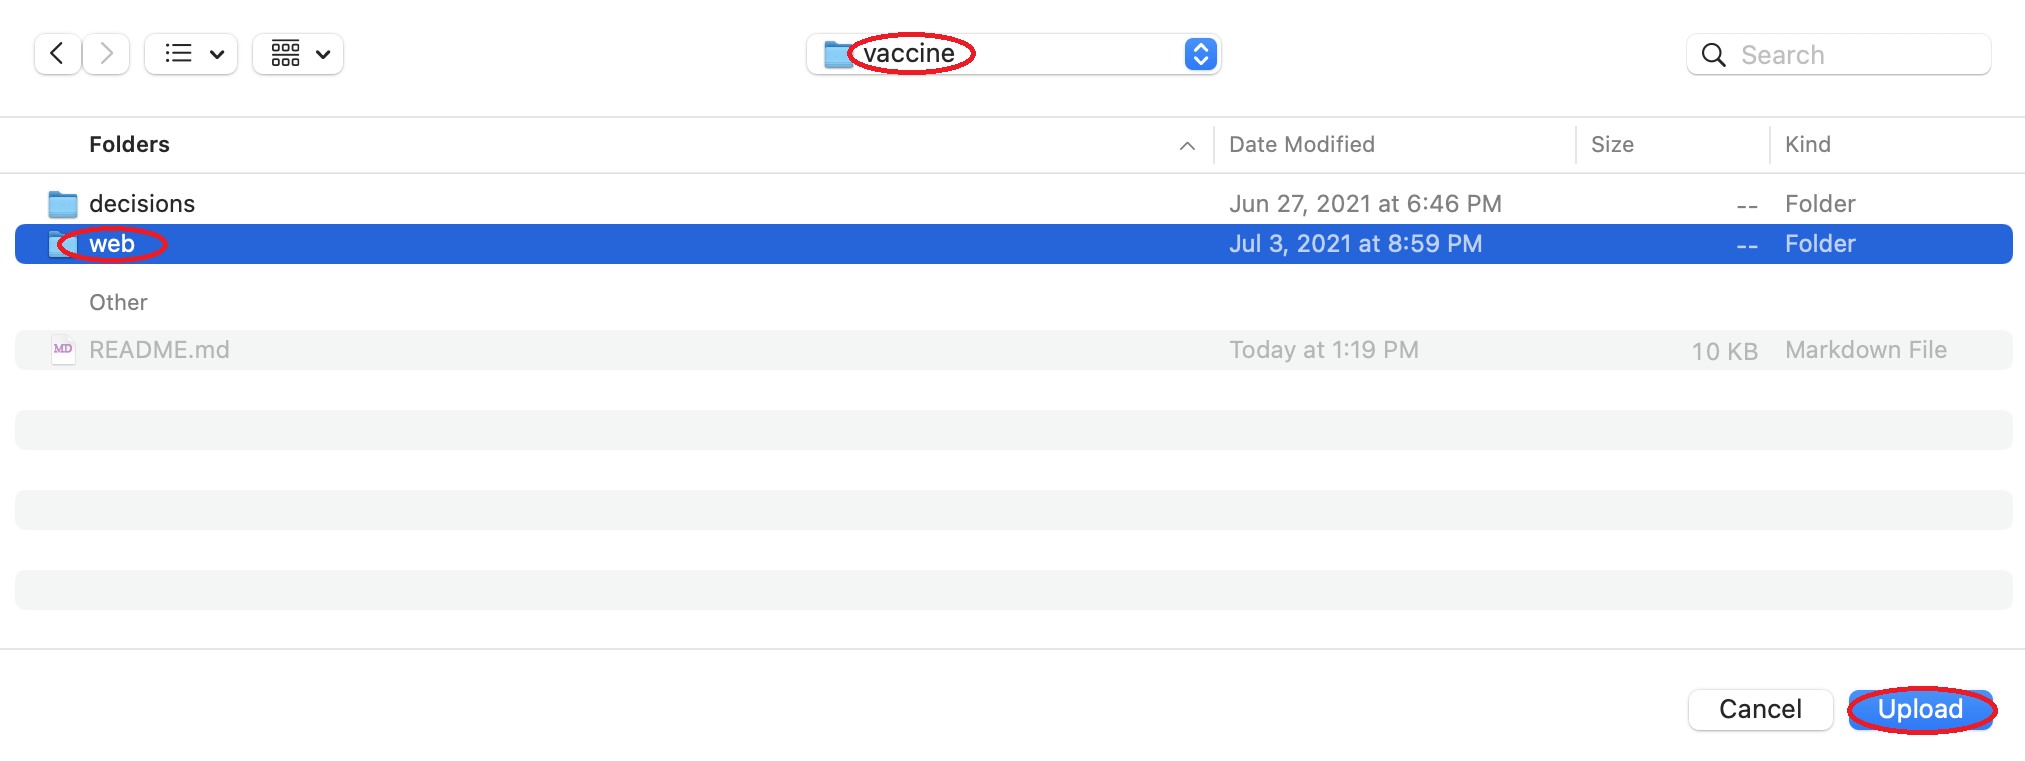 vaccine
Search
Folders Date Modified Size Kind
decisions Jun 27, 2021 at 6:46 PM -- Folder
web Jul 3, 2021 at 8:59 PM -- Folder
Other
MD README.md Today at 1:19 PM 10 KB Markdown File
Cancel Upload